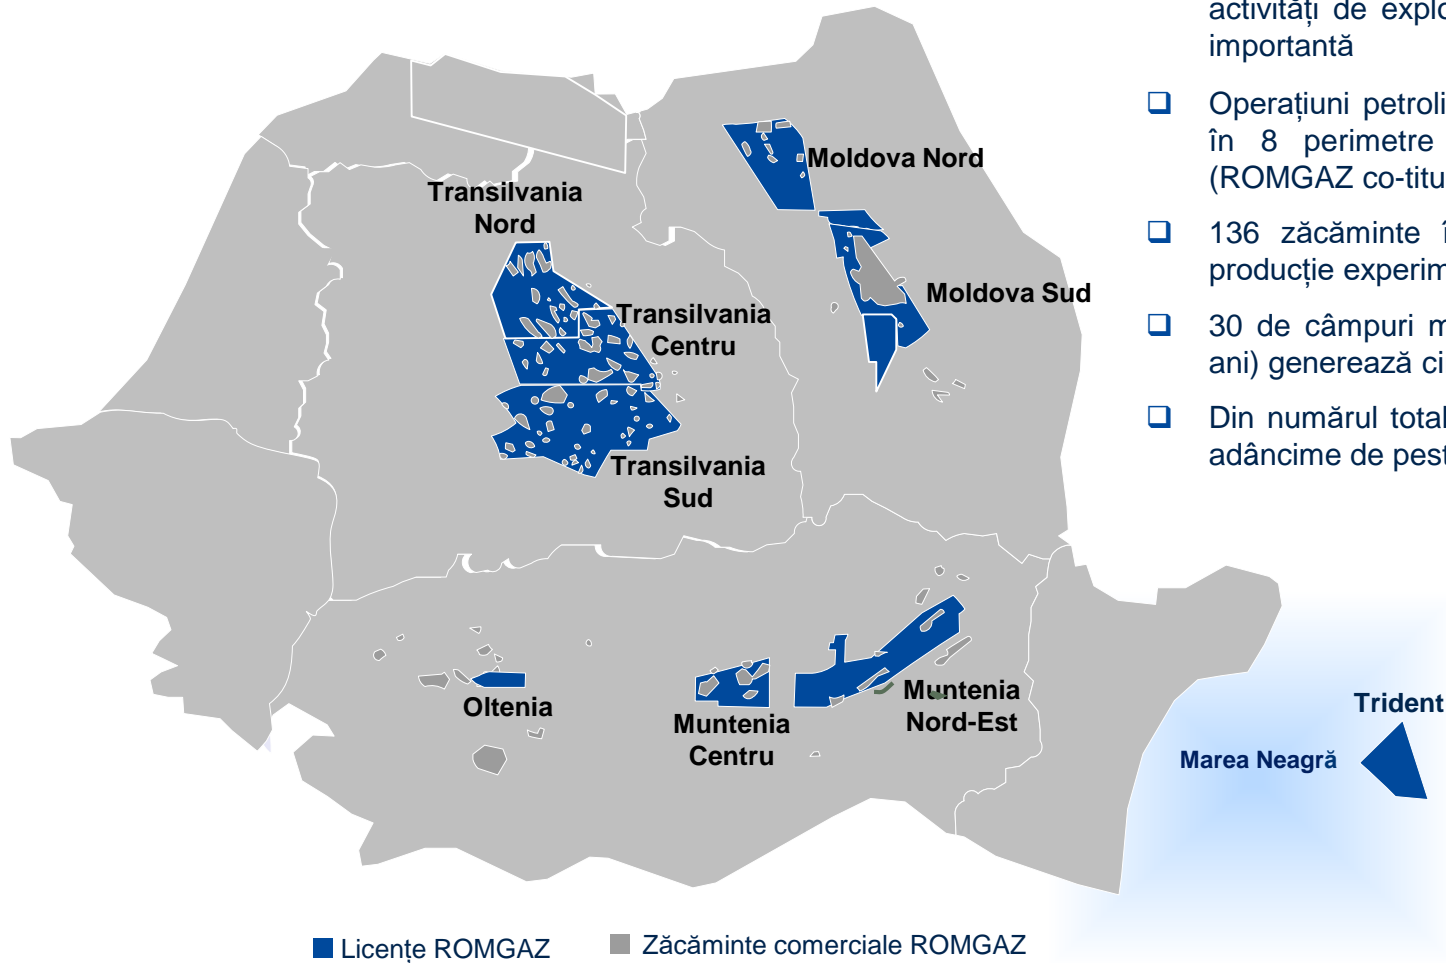 activități de explo
importantă
Operațiuni petroli
în 8 perimetre
(ROMGAZ co-titu
136 zăcăminte
producție experim
30 de câmpuri m
ani) generează ci
Din numărul total
adâncime de pest
Moldova Nord
Transilvania
Nord
Moldova Sud
Transilvania
Centru
Transilvania
Sud
Oltenia
Muntenia
Centru
Muntenia
Nord-Est
Trident
Marea Neagră
Licențe ROMGAZ
Zăcăminte comerciale ROMGAZ